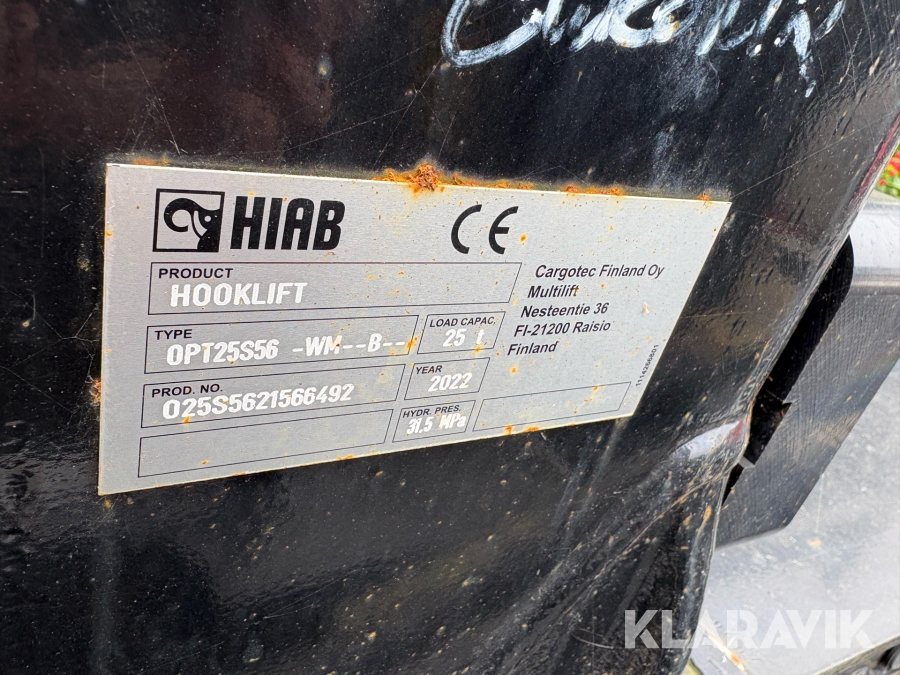 HIAB
CE
PRODUCT
HOOKLIFT
TYPE
OPT25S56 -WM--B--
LOAD CAPAC.
25 t
PROD. NO.
025S5621566492
YEAR
2022
HYDR. PRES.
31.5 MPa
Cargotec Finland Oy
Multilift
Nesteentie 36
FI-21200 Raisio
Finland
1114266801
KLARAVIK